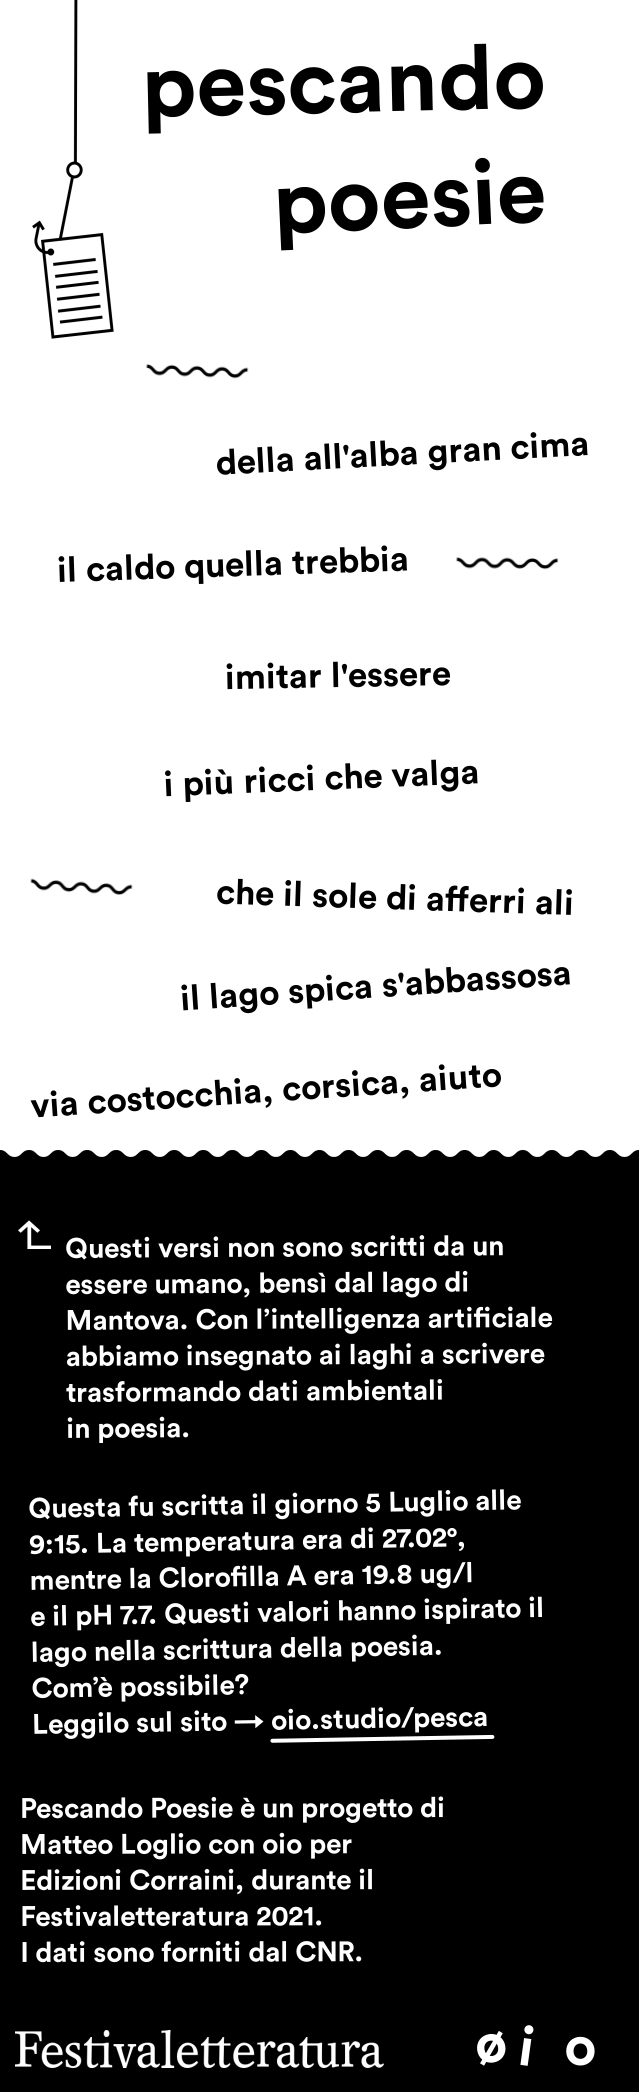 pescando
poesie
della all'alba gran cima
il caldo quella trebbia
imitar l'essere
i più ricci che valga
che il sole di afferri ali
il lago spica s'abbassosa
via costocchia, corsica, aiuto
Questi versi non sono scritti da un
essere umano, bensì dal lago di
Mantova. Con l’intelligenza artificiale
abbiamo insegnato ai laghi a scrivere
trasformando dati ambientali
in poesia.
Questa fu scritta il giorno 5 Luglio alle
9:15. La temperatura era di 27.02°,
mentre la Clorofilla A era 19.8 ug/l
e il pH 7.7. Questi valori hanno ispirato il
lago nella scrittura della poesia.
Com’è possibile?
Leggilo sul sito → oio.studio/pesca
Pescando Poesie è un progetto di
Matteo Loglio con oio per
Edizioni Corraini, durante il
Festivaletteratura 2021.
I dati sono forniti dal CNR.
Festivaletteratura øio